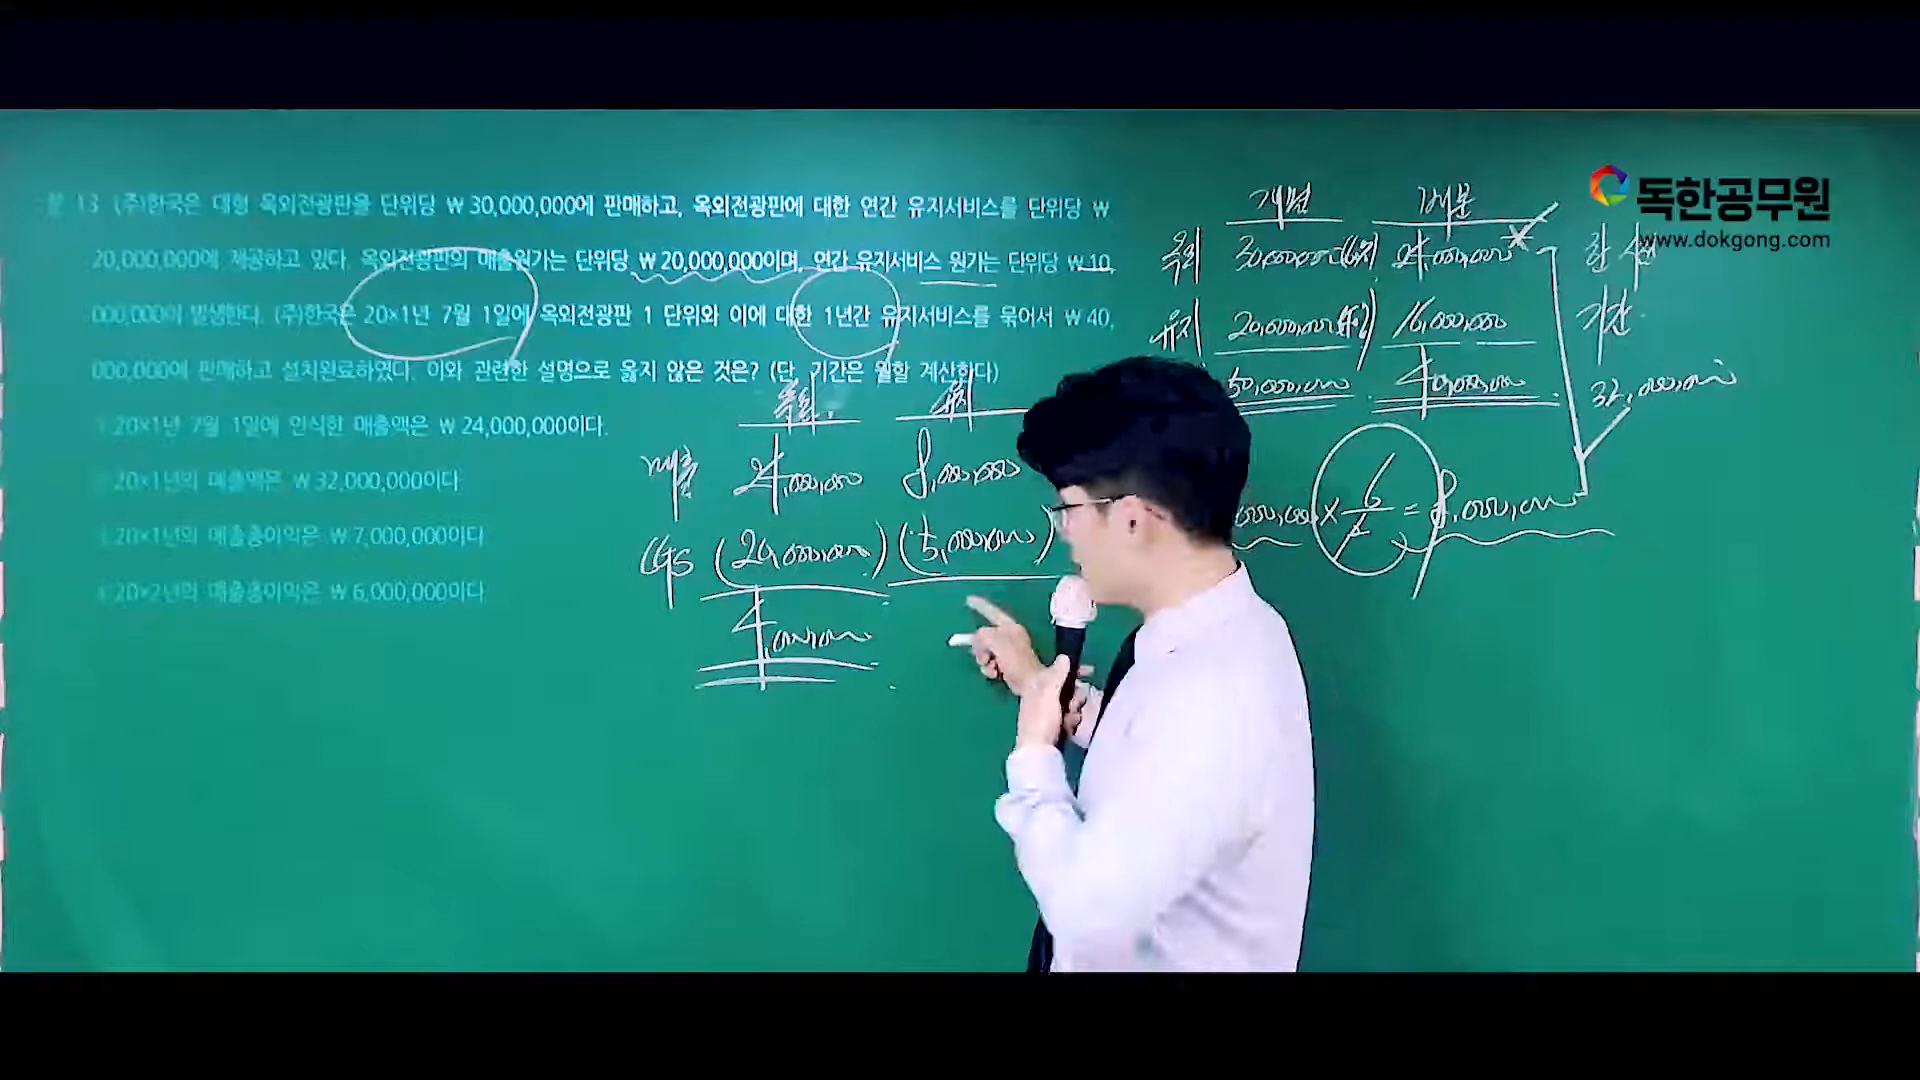 문 13 (주)한국은 대형 옥외전광판을 단위당 ₩30,000,000에 판매하고, 옥외전광판에 대한 연간 유지서비스를 단위당 ₩
20,000,000에 제공하고 있다. 옥외전광판의 매출원가는 단위당 ₩20,000,000이며, 연간 유지서비스 원가는 단위당 ₩10,
000,000이 발생한다. (주)한국은 20×1년 7월 1일에 옥외전광판 1 단위와 이에 대한 1년간 유지서비스를 묶어서 ₩40,
000,000에 판매하고 설치완료하였다. 이와 관련한 설명으로 옳지 않은 것은? (단, 기간은 월할 계산한다)
20×1년 7월 1일에 인식한 매출액은 ₩24,000,000이다.
20×1년의 매출액은 ₩32,000,000이다
20×1년의 매출총이익은 ₩7,000,000이다
20×2년의 매출총이익은 ₩6,000,000이다
독한공무원
www.dokgong.com
개별 배분
옥외 30,000,000 24,000,000
유지 20,000,000 16,000,000
50,000,000 40,000,000
기간
32,000,000
옥외 유지
매출 24,000,000 8,000,000
(20,000,000) (5,000,000)
4,000,000
× 6 = 8,000,000